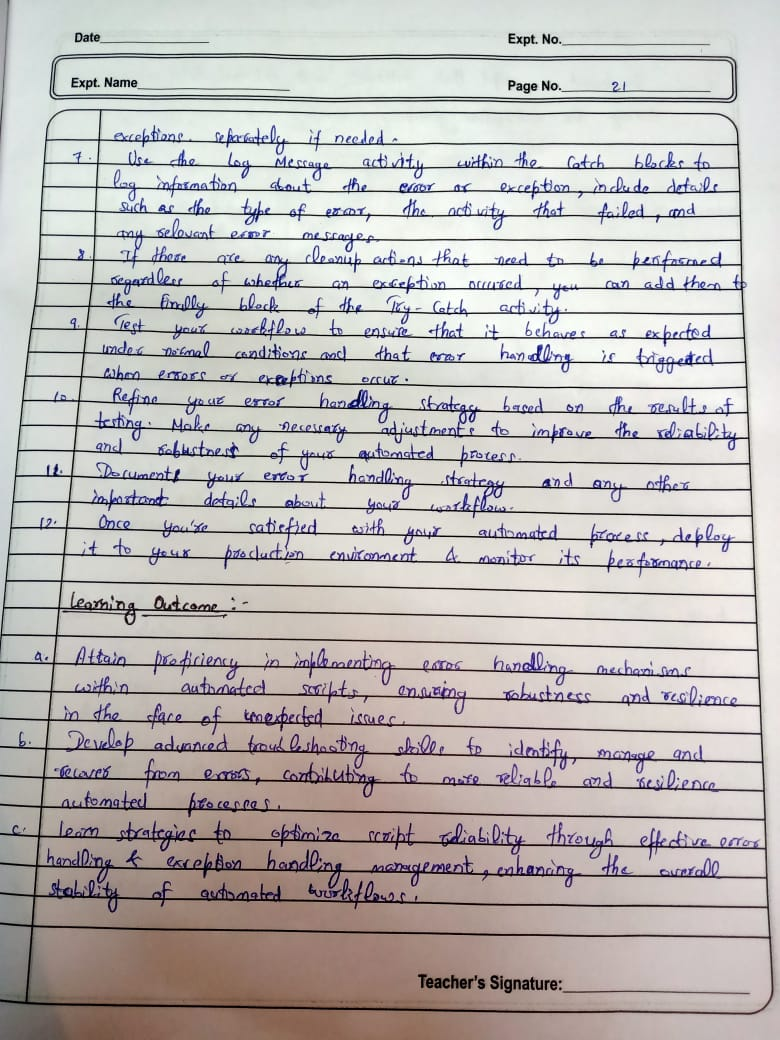 Date
Expt. No.
Expt. Name
Page No. 21
exceptions. separately if needed.
7. Use the Log Message activity within the Catch blocks to
log information about the error or exception, include details
such as the type of error, the activity that failed, and
any relevant error messages.
8. If there are any cleanup actions that need to be performed
regardless of whether an exception occured, you can add them to
the finally block of the Try-Catch activity.
9. Test your workflow to ensure that it behaves as expected
under normal conditions and that error handling is triggered
when errors or exceptions occur.
10. Refine your error handling strategy based on the results of
testing. Make any necessary adjustments to improve the reliability
and robustness of your automated process.
11. Documents your error handling strategy and any other
important details about your workflow.
12. Once you're satisfied with your automated process, deploy
it to your production environment & monitor its performance.
Learning Outcome :-
a. Attain proficiency in implementing error handling mechanisms
within automated scripts, ensuring robustness and resilience
in the face of unexpected issues.
b. Develop advanced troubleshooting skills to identify, manage and
recover from errors, contributing to more reliable and resilience
automated processes.
c. learn strategies to optimize script reliability through effective error
handling & exception handling management, enhancing the overall
stability of automated workflows.
Teacher's Signature: